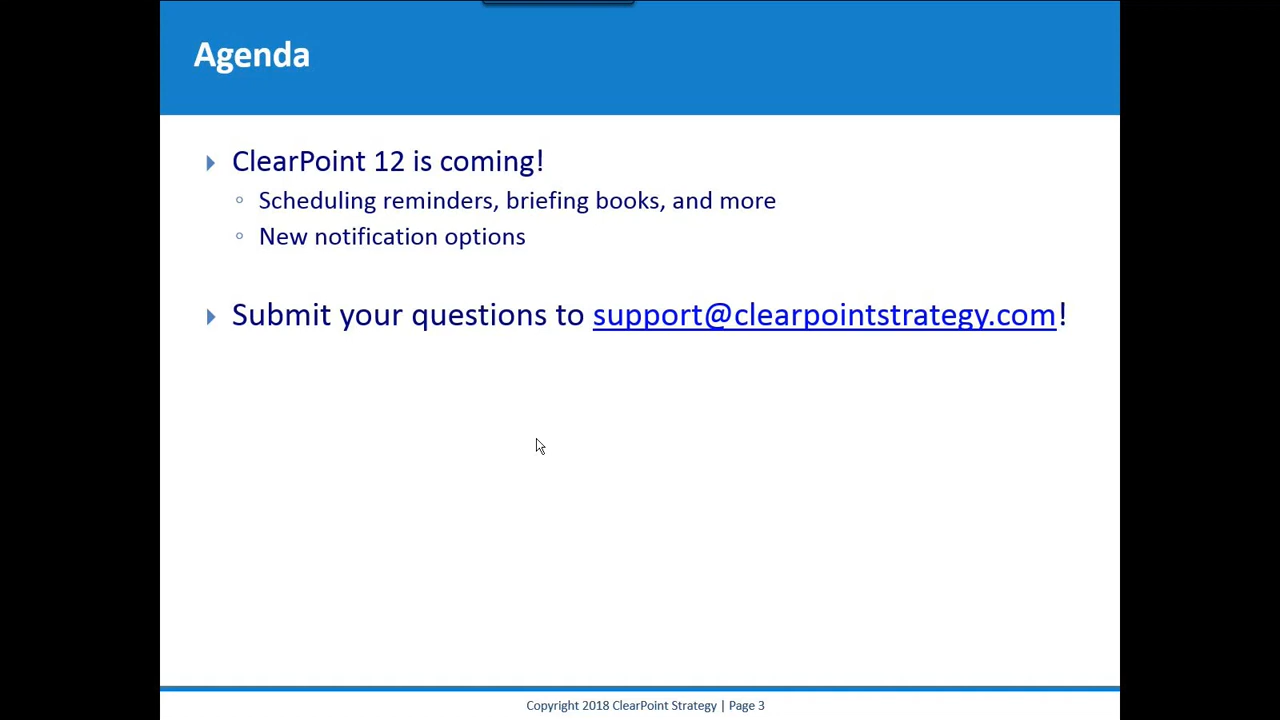 Agenda
ClearPoint 12 is coming!
Scheduling reminders, briefing books, and more
New notification options
Submit your questions to support@clearpointstrategy.com!
Copyright 2018 ClearPoint Strategy | Page 3